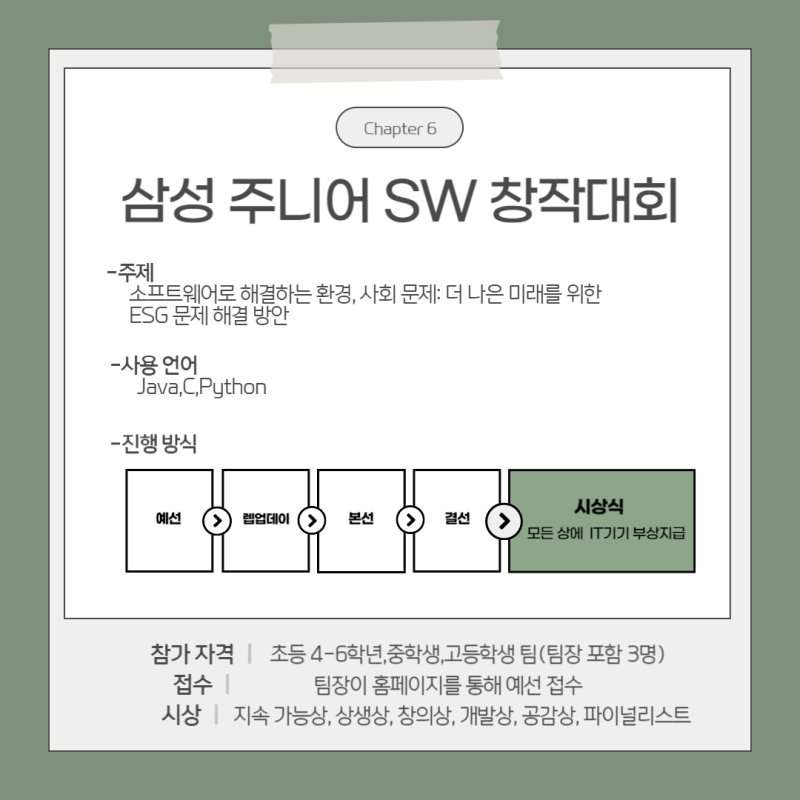 Chapter 6
삼성 주니어 SW 창작대회
-주제
소프트웨어로 해결하는 환경, 사회 문제: 더 나은 미래를 위한
ESG 문제 해결 방안
-사용 언어
Java,C,Python
-진행 방식
예선
렙업데이
본선
결선
시상식
모든 상에 IT기기 부상지급
참가 자격 | 초등 4-6학년,중학생,고등학생 팀(팀장 포함 3명)
접수 | 팀장이 홈페이지를 통해 예선 접수
시상 | 지속 가능상, 상생상, 창의상, 개발상, 공감상, 파이널리스트